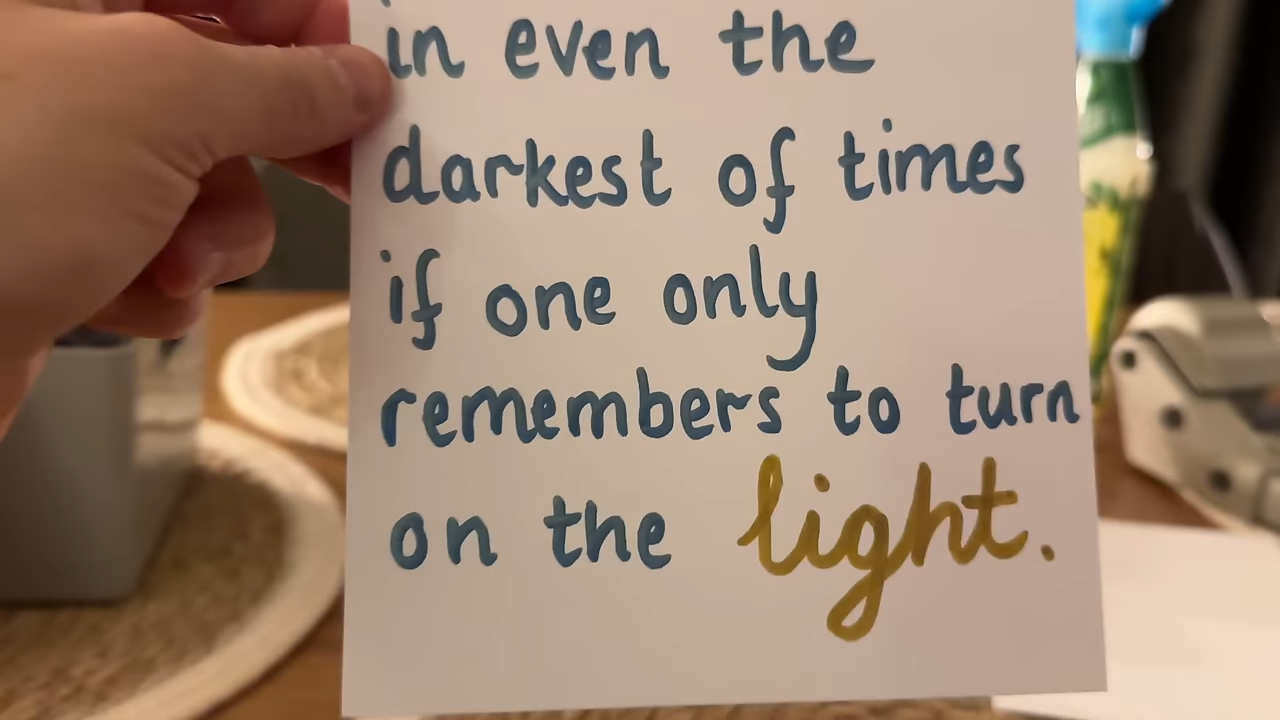 in even the
darkest of times
if one only
remembers to turn
on the light.